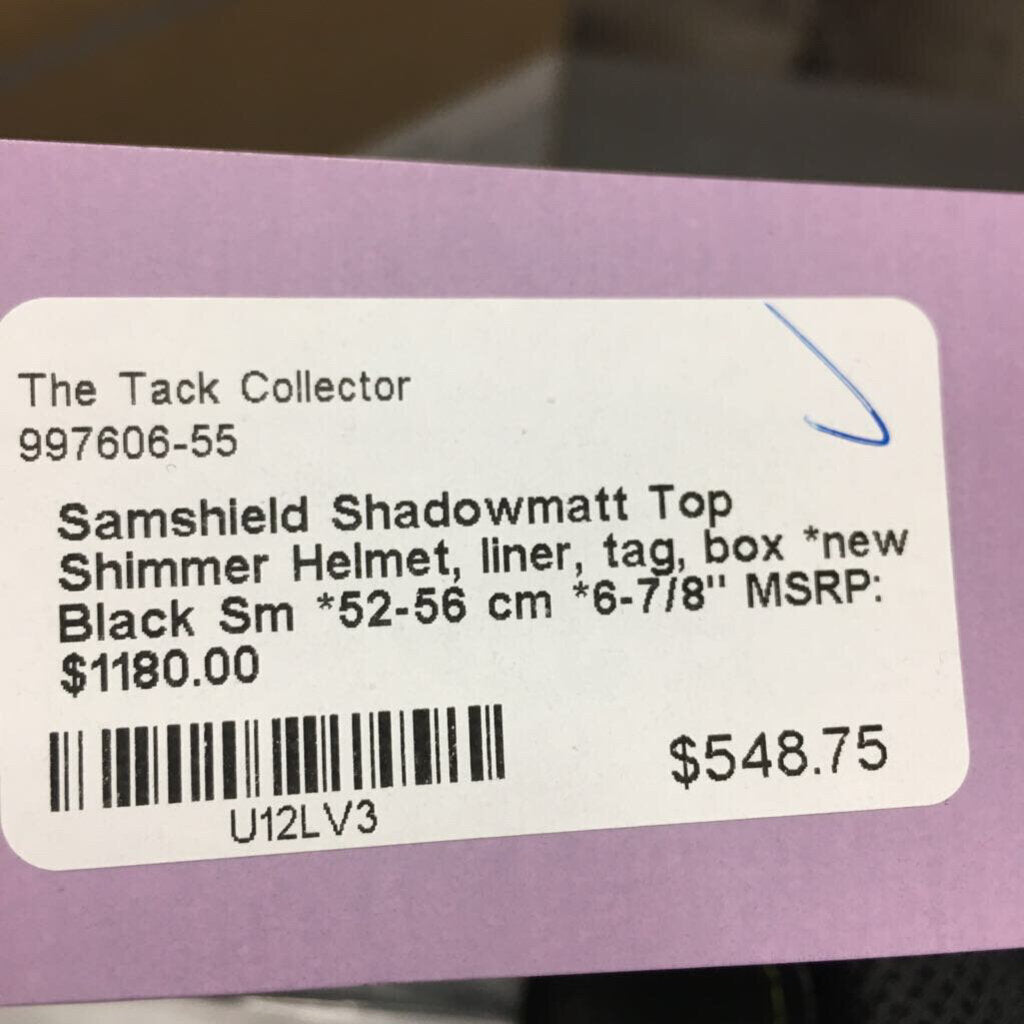 The Tack Collector
997606-55
Samshield Shadowmatt Top
Shimmer Helmet, liner, tag, box *new
Black Sm *52-56 cm *6-7/8" MSRP:
$1180.00
$548.75
U12LV3